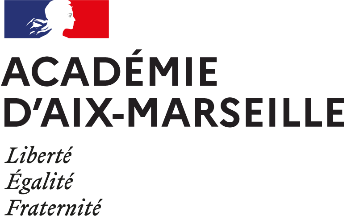 ACADÉMIE
D'AIX-MARSEILLE
Liberté
Égalité
Fraternité